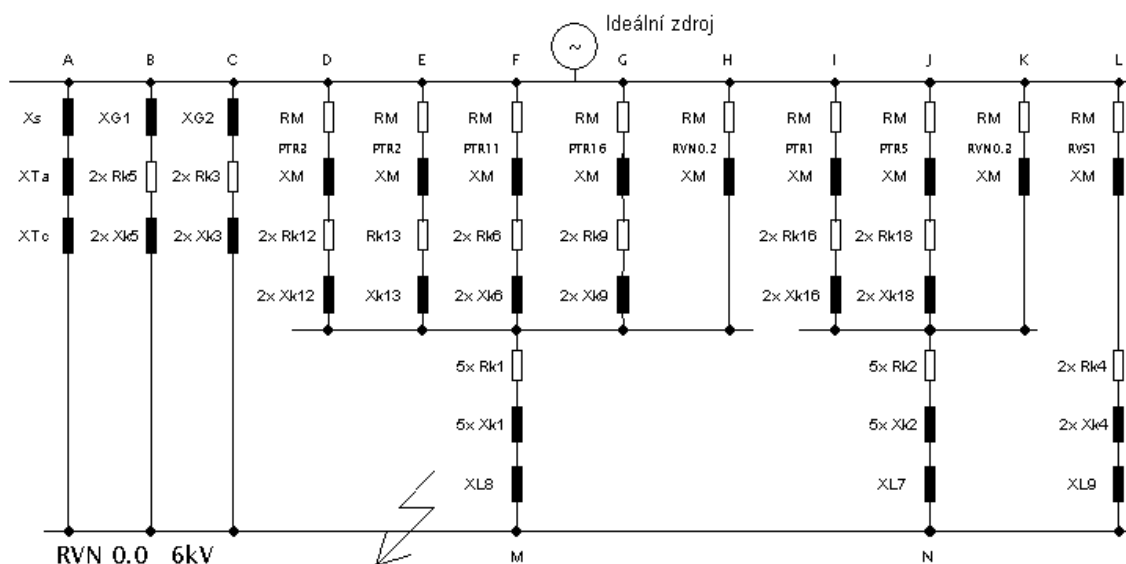 Ideální zdroj
~
A B C D E F G H I J K L
Xs XG1 XG2 RM RM RM RM RM RM RM RM RM
PTR8 PTR2 PTR11 PTR16 RVN0.2 PTR1 PTR5 RVN0.2 RVS1
XTa 2x Rk5 2x Rk3 XM XM XM XM XM XM XM XM XM
XTc 2x Xk5 2x Xk3 2x Rk12 Rk13 2x Rk6 2x Rk9 2x Rk16 2x Rk18
2x Xk12 Xk13 2x Xk6 2x Xk9 2x Xk16 2x Xk18
5x Rk1 5x Rk2 2x Rk4
5x Xk1 5x Xk2 2x Xk4
XL8 XL7 XL9
RVN 0.0 6kV M N